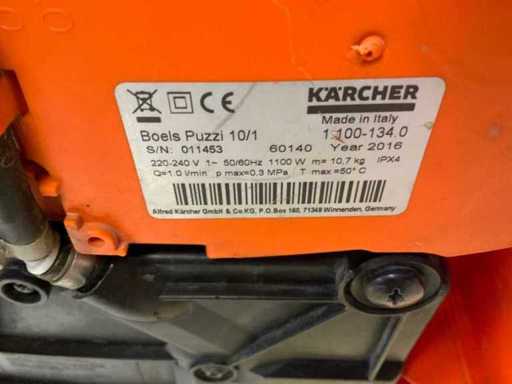 KÄRCHER
Made in Italy
Boels Puzzi 10/1 1.100-134.0
S/N: 011453 60140 Year 2016
220-240 V 1~ 50/60Hz 1100 W m= 10,7 kg IPX4
Q=1.0 l/min p max=0.3 MPa T max=50°C
Alfred Kärcher GmbH & Co.KG, P.O.Box 160, 71349 Winnenden, Germany